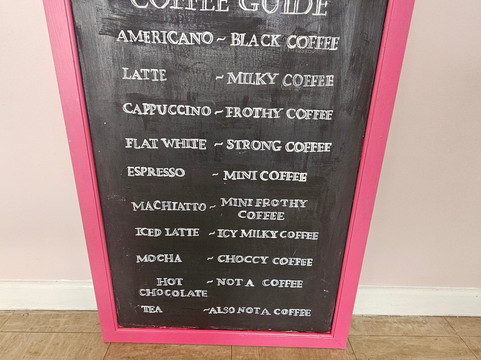 COFFEE GUIDE
AMERICANO ~ BLACK COFFEE
LATTE ~ MILKY COFFEE
CAPPUCCINO ~ FROTHY COFFEE
FLAT WHITE ~ STRONG COFFEE
ESPRESSO ~ MINI COFFEE
MACHIATTO ~ MINI FROTHY
COFFEE
ICED LATTE ~ ICY MILKY COFFEE
MOCHA ~ CHOCCY COFFEE
HOT ~ NOT A COFFEE
CHOCOLATE
TEA ~ ALSO NOT A COFFEE